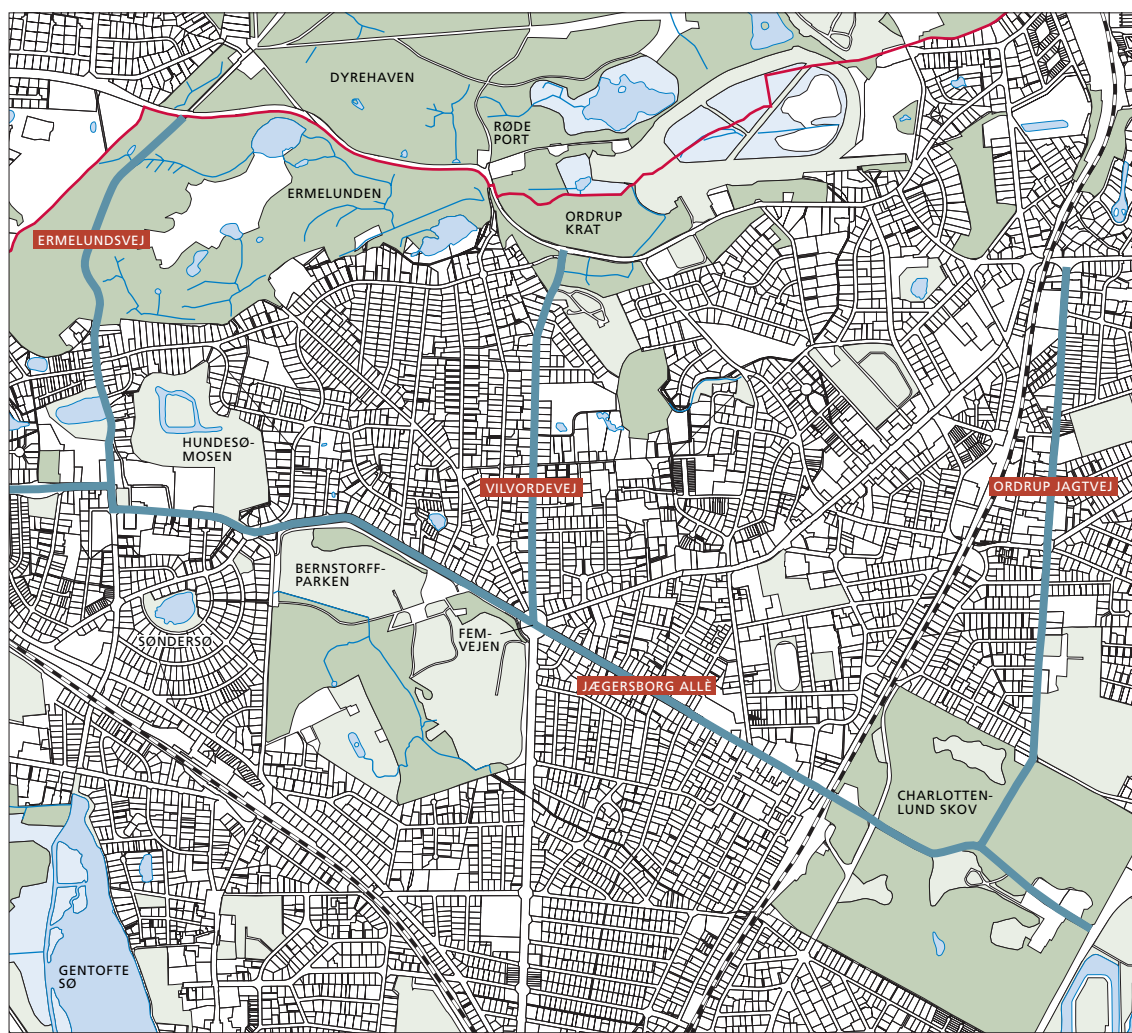 DYREHAVEN
RØDE
PORT
ERMELUNDEN
ORDRUP
KRAT
ERMELUNDSVEJ
HUNDESØ-
MOSEN
VILVORDEVEJ
ORDRUP JAGTVEJ
BERNSTORFF-
PARKEN
FEM-
VEJEN
SØNDERSØ
JÆGERSBORG ALLÈ
CHARLOTTEN-
LUND SKOV
GENTOFTE
SØ